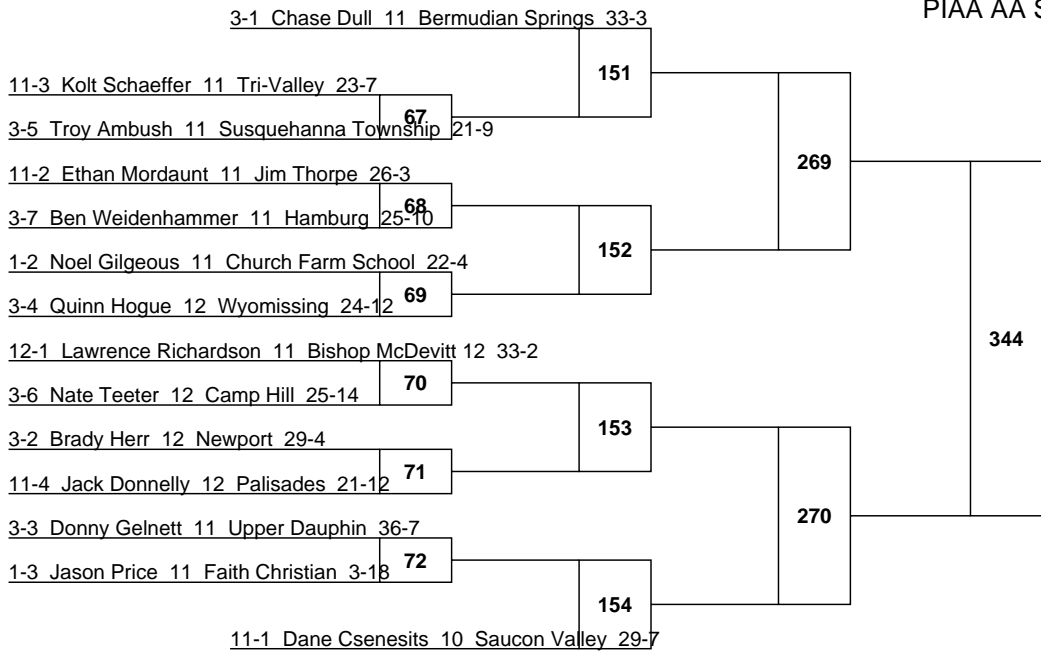 3-1 Chase Dull 11 Bermudian Springs 33-3
PIAA AA S
151
11-3 Kolt Schaeffer 11 Tri-Valley 23-7
67
3-5 Troy Ambush 11 Susquehanna Township 21-9
269
11-2 Ethan Mordaunt 11 Jim Thorpe 26-3
68
3-7 Ben Weidenhammer 11 Hamburg 25-10
152
1-2 Noel Gilgeous 11 Church Farm School 22-4
69
3-4 Quinn Hogue 12 Wyomissing 24-12
344
12-1 Lawrence Richardson 11 Bishop McDevitt 12 33-2
70
3-6 Nate Teeter 12 Camp Hill 25-14
153
3-2 Brady Herr 12 Newport 29-4
71
11-4 Jack Donnelly 12 Palisades 21-12
270
3-3 Donny Gelnett 11 Upper Dauphin 36-7
72
1-3 Jason Price 11 Faith Christian 3-18
154
11-1 Dane Csenesits 10 Saucon Valley 29-7